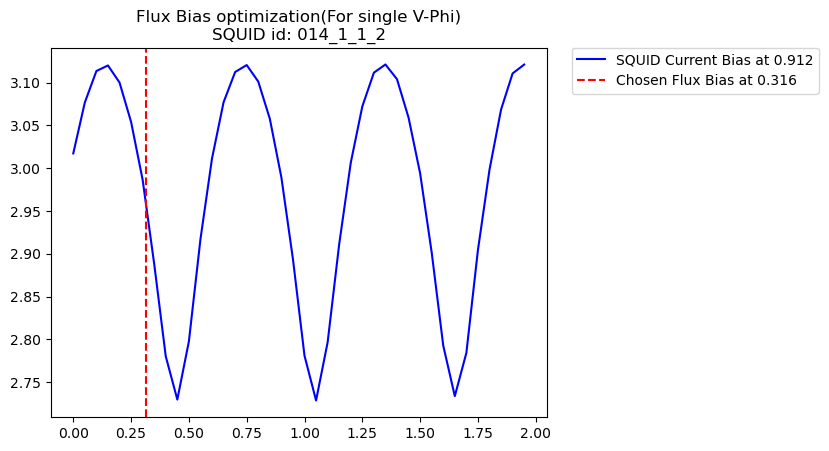 Flux Bias optimization(For single V-Phi)
SQUID id: 014_1_1_2
SQUID Current Bias at 0.912
Chosen Flux Bias at 0.316
3.10
3.05
3.00
2.95
2.90
2.85
2.80
2.75
0.00 0.25 0.50 0.75 1.00 1.25 1.50 1.75 2.00